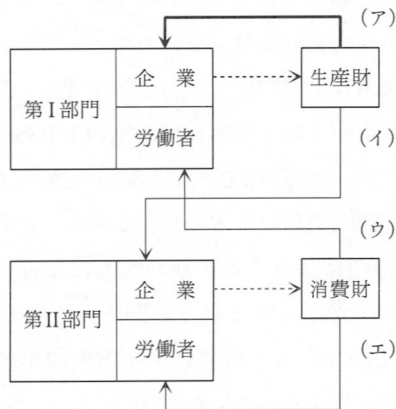 (ア)
企 業
生産財
第Ⅰ部門
労働者
(イ)
(ウ)
企 業
消費財
第Ⅱ部門
労働者
(エ)